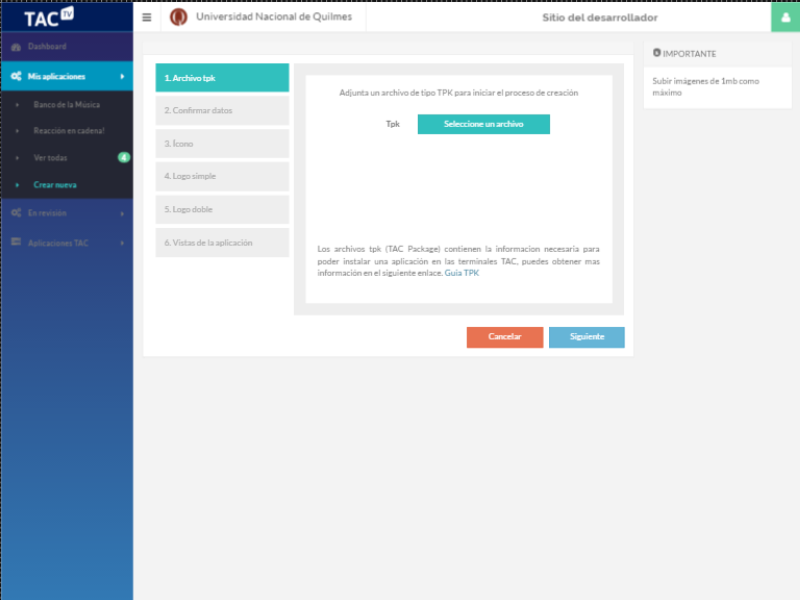 TAC TV
Universidad Nacional de Quilmes
Sitio del desarrollador
Dashboard
Mis aplicaciones
Banco de la Música
Reacción en cadena!
Ver todas
4
Crear nueva
En revisión
Aplicaciones TAC
1. Archivo tpk
2. Confirmar datos
3. Ícono
4. Logo simple
5. Logo doble
6. Vistas de la aplicación
Adjunta un archivo de tipo TPK para iniciar el proceso de creación
Tpk
Seleccione un archivo
Los archivos tpk (TAC Package) contienen la informacion necesaria para
poder instalar una aplicación en las terminales TAC, puedes obtener mas
información en el siguiente enlace. Guía TPK
Cancelar
Siguiente
IMPORTANTE
Subir imágenes de 1mb como
máximo